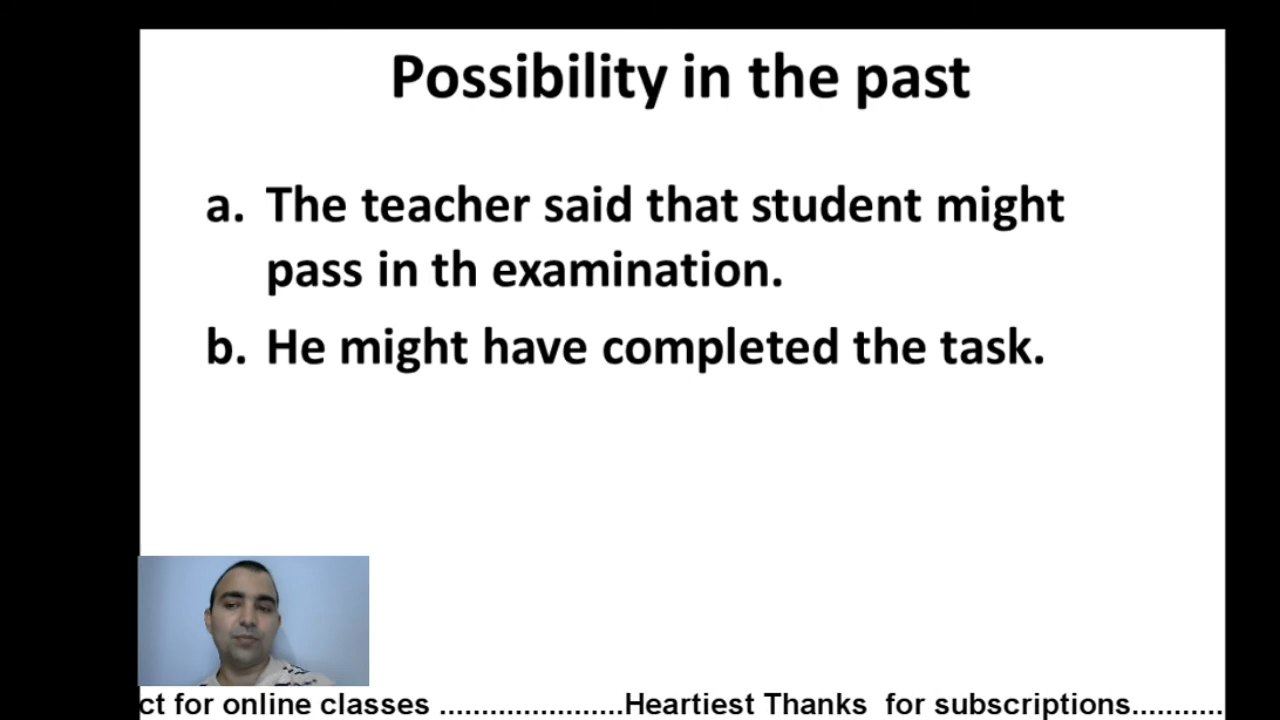 Possibility in the past
a. The teacher said that student might
pass in th examination.
b. He might have completed the task.
ct for online classes ......................Heartiest Thanks for subscriptions...........